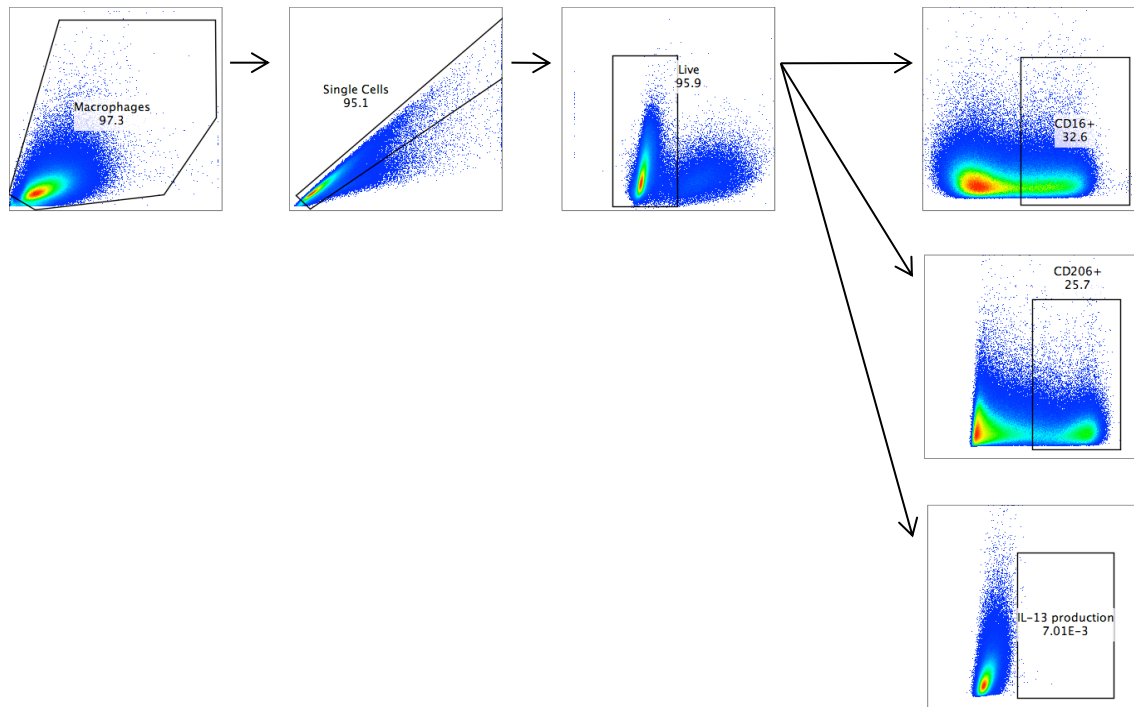 Macrophages
97.3
Single Cells
95.1
Live
95.9
CD16+
32.6
CD206+
25.7
IL-13 production
7.01E-3